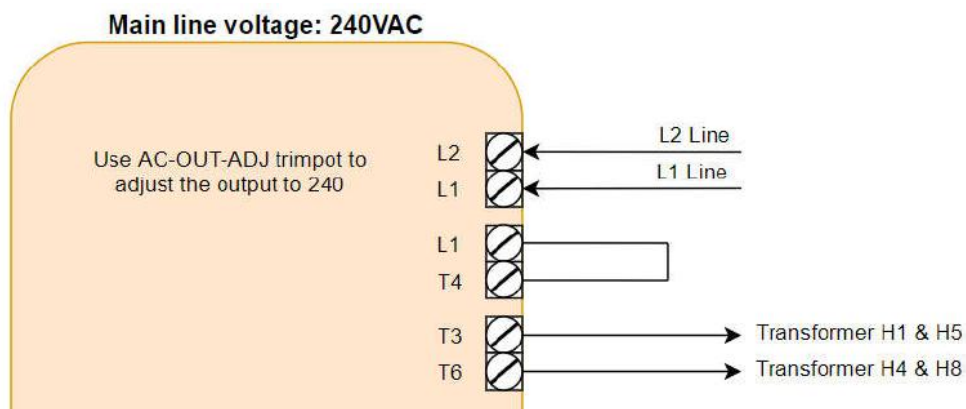 Main line voltage: 240VAC
Use AC-OUT-ADJ trimpot to
adjust the output to 240
L2
L2 Line
L1
L1 Line
L1
T4
T3
Transformer H1 & H5
T6
Transformer H4 & H8